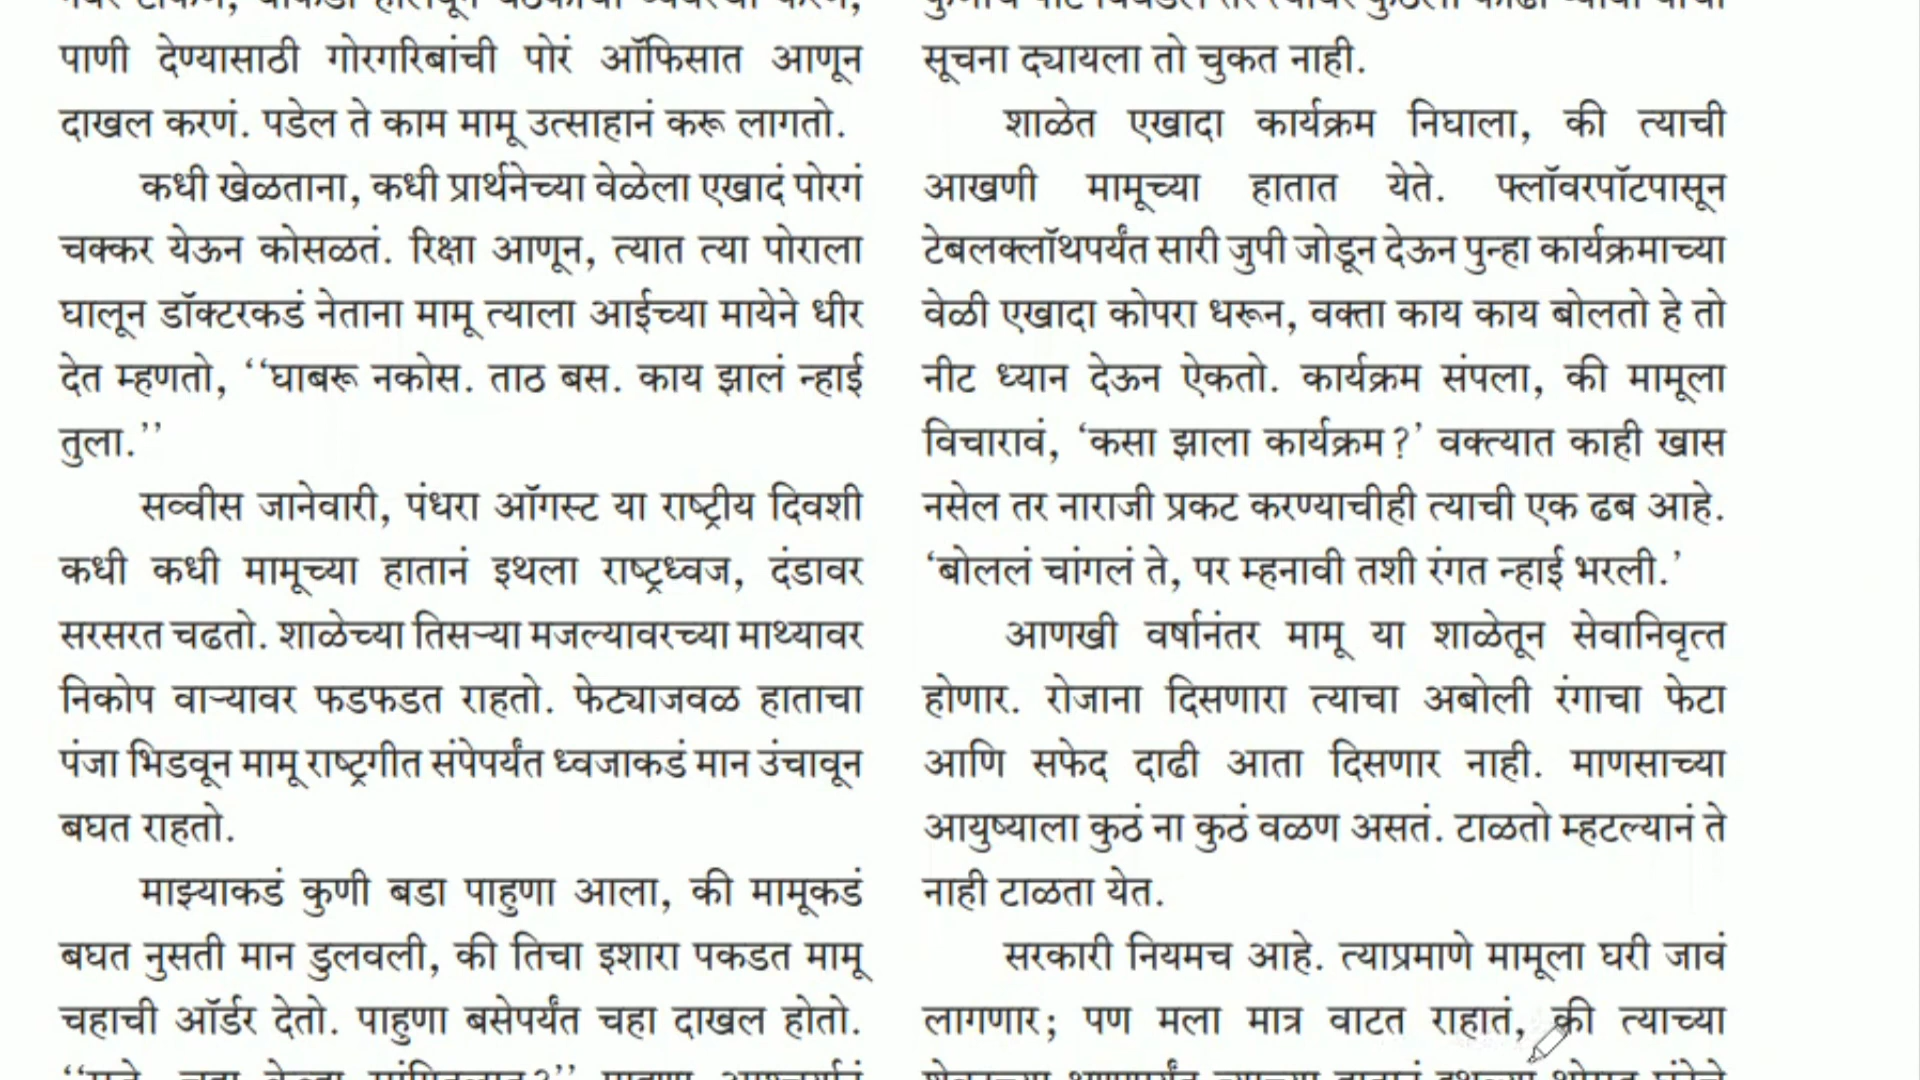 पाणी देण्यासाठी गोरगरिबांची पोरं ऑफिसात आणून
दाखल करणं. पडेल ते काम मामू उत्साहानं करू लागतो.
कधी खेळताना, कधी प्रार्थनेच्या वेळेला एखादं पोरगं
चक्कर येऊन कोसळतं. रिक्षा आणून, त्यात त्या पोराला
घालून डॉक्टरकडं नेताना मामू त्याला आईच्या मायेने धीर
देत म्हणतो, ‘‘घाबरू नकोस. ताठ बस. काय झालं न्हाई
तुला.’’
सव्वीस जानेवारी, पंधरा ऑगस्ट या राष्ट्रीय दिवशी
कधी कधी मामूच्या हातानं इथला राष्ट्रध्वज, दंडावर
सरसरत चढतो. शाळेच्या तिसऱ्या मजल्यावरच्या माथ्यावर
निकोप वाऱ्यावर फडफडत राहतो. फेट्याजवळ हाताचा
पंजा भिडवून मामू राष्ट्रगीत संपेपर्यंत ध्वजाकडं मान उंचावून
बघत राहतो.
माझ्याकडं कुणी बडा पाहुणा आला, की मामूकडं
बघत नुसती मान डुलवली, की तिचा इशारा पकडत मामू
चहाची ऑर्डर देतो. पाहुणा बसेपर्यंत चहा दाखल होतो.
सूचना द्यायला तो चुकत नाही.
शाळेत एखादा कार्यक्रम निघाला, की त्याची
आखणी मामूच्या हातात येते. फ्लॉवरपॉटपासून
टेबलक्लॉथपर्यंत सारी जुपी जोडून देऊन पुन्हा कार्यक्रमाच्या
वेळी एखादा कोपरा धरून, वक्ता काय काय बोलतो हे तो
नीट ध्यान देऊन ऐकतो. कार्यक्रम संपला, की मामूला
विचारावं, ‘कसा झाला कार्यक्रम?’ वक्त्यात काही खास
नसेल तर नाराजी प्रकट करण्याचीही त्याची एक ढब आहे.
‘बोललं चांगलं ते, पर म्हनावी तशी रंगत न्हाई भरली.’
आणखी वर्षानंतर मामू या शाळेतून सेवानिवृत्त
होणार. रोजाना दिसणारा त्याचा अबोली रंगाचा फेटा
आणि सफेद दाढी आता दिसणार नाही. माणसाच्या
आयुष्याला कुठं ना कुठं वळण असतं. टाळतो म्हटल्यानं ते
नाही टाळता येत.
सरकारी नियमच आहे. त्याप्रमाणे मामूला घरी जावं
लागणार; पण मला मात्र वाटत राहातं, की त्याच्या